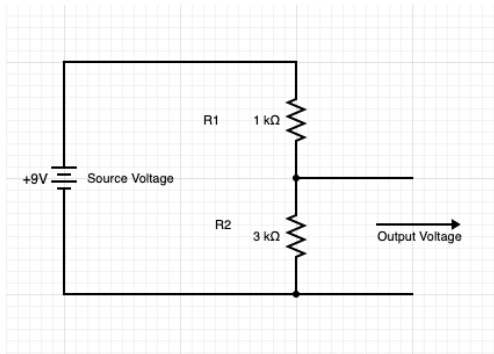 R1 1 kΩ
+9V Source Voltage
R2
3 kΩ
Output Voltage